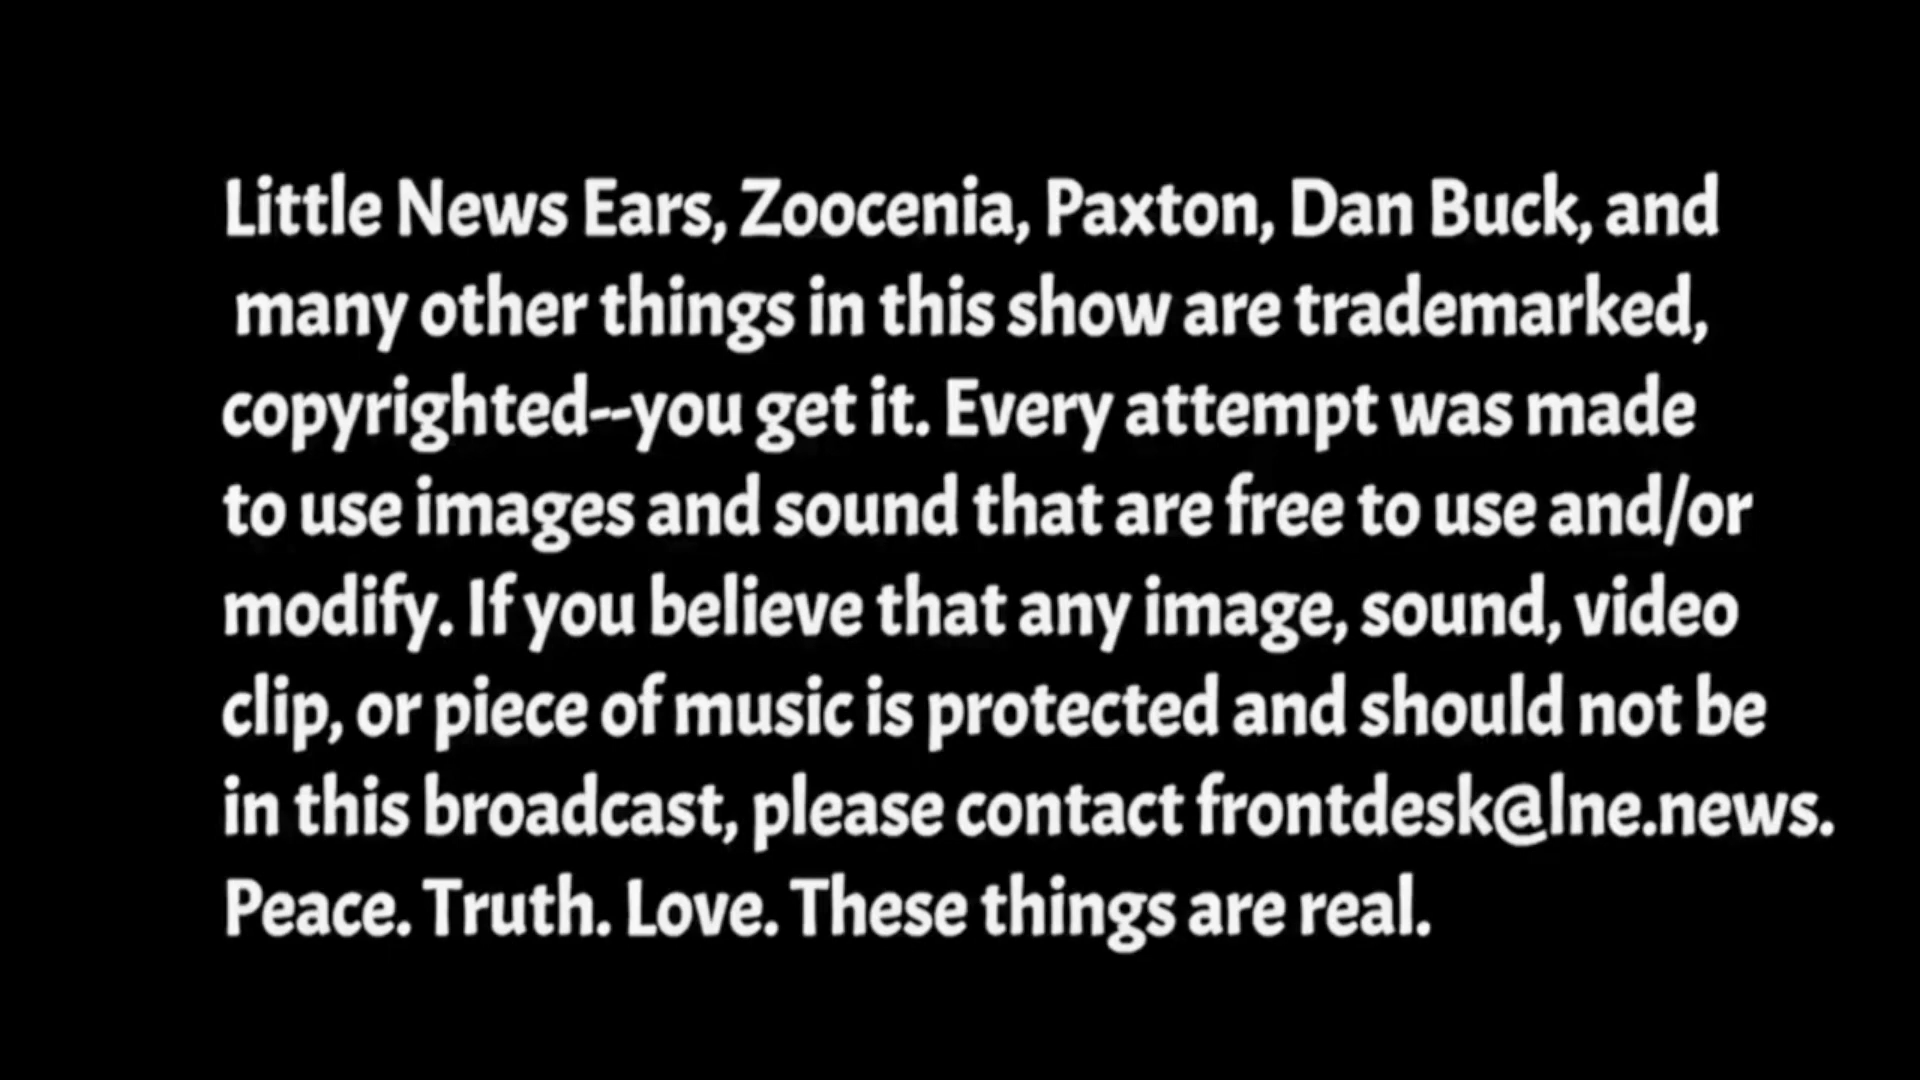 Little News Ears, Zoocenia, Paxton, Dan Buck, and
many other things in this show are trademarked,
copyrighted--you get it. Every attempt was made
to use images and sound that are free to use and/or
modify. If you believe that any image, sound, video
clip, or piece of music is protected and should not be
in this broadcast, please contact frontdesk@lne.news.
Peace. Truth. Love. These things are real.